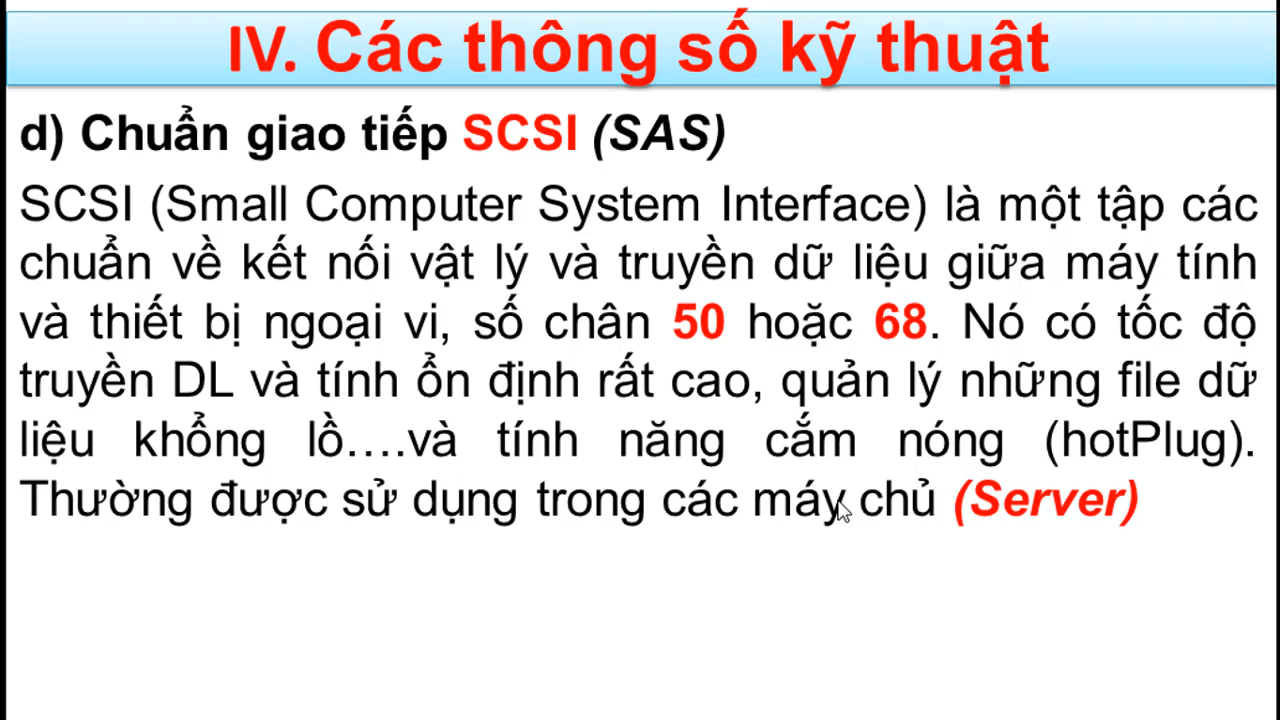 IV. Các thông số kỹ thuật
d) Chuẩn giao tiếp SCSI (SAS)
SCSI (Small Computer System Interface) là một tập các
chuẩn về kết nối vật lý và truyền dữ liệu giữa máy tính
và thiết bị ngoại vi, số chân 50 hoặc 68. Nó có tốc độ
truyền DL và tính ổn định rất cao, quản lý những file dữ
liệu khổng lồ….và tính năng cắm nóng (hotPlug).
Thường được sử dụng trong các máy chủ (Server)